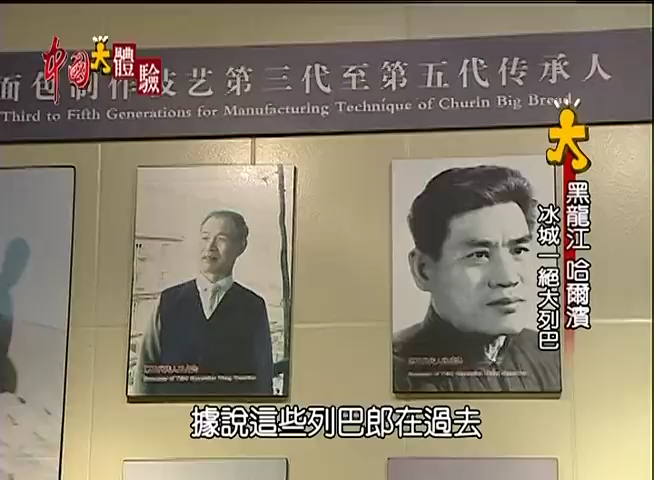 中國大體驗
面包制作技艺第三代至第五代传承人
Third to Fifth Generations for Manufacturing Technique of Churin Big Bread
黑龍江 哈爾濱
冰城一絕大列巴
據說這些列巴郎在過去